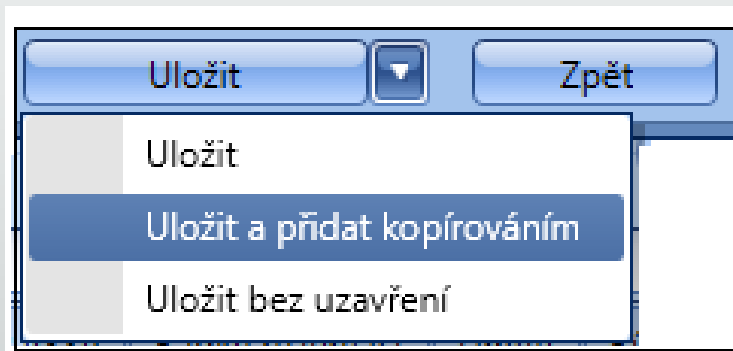 Uložit Zpět
Uložit
Uložit a přidat kopírováním
Uložit bez uzavření